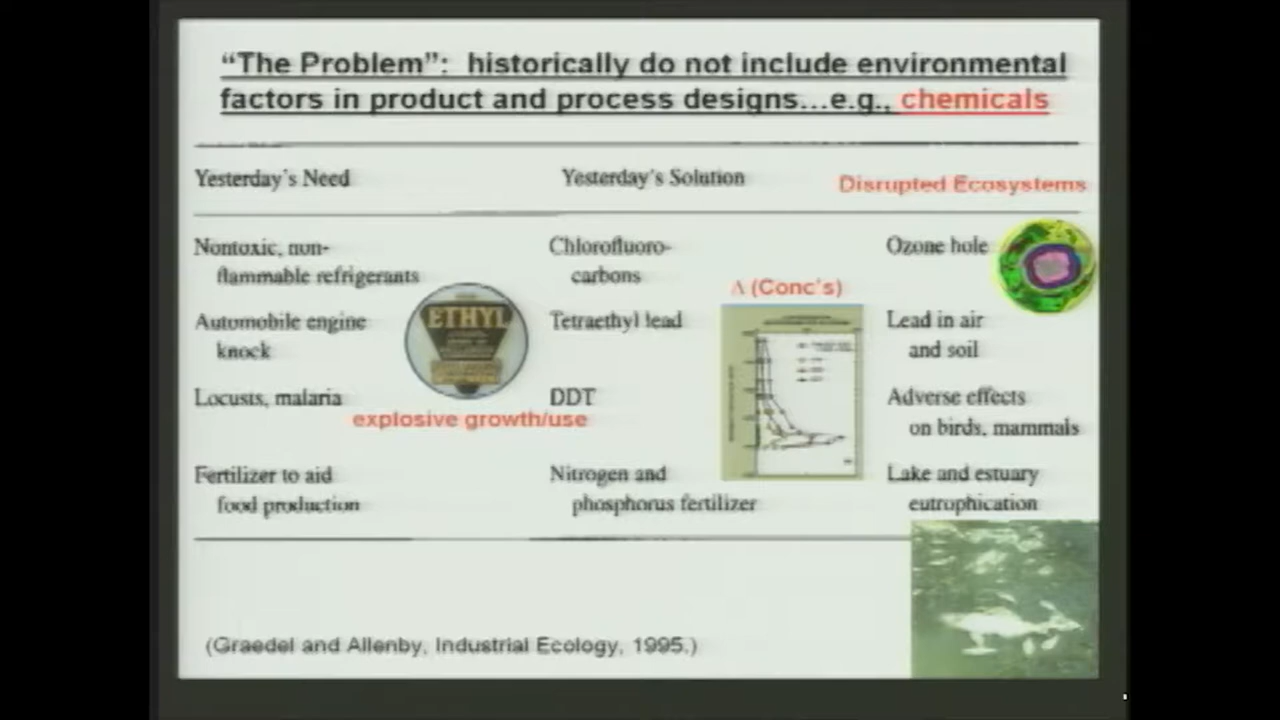 “The Problem”: historically do not include environmental
factors in product and process designs...e.g., chemicals
Yesterday's Need
Yesterday's Solution
Disrupted Ecosystems
Nontoxic, non-
flammable refrigerants
Chlorofluoro-
carbons
Ozone hole
Δ (Conc's)
Automobile engine
knock
ETHYL
Tetraethyl lead
Lead in air
and soil
Locusts, malaria
explosive growth/use
DDT
Adverse effects
on birds, mammals
Fertilizer to aid
food production
Nitrogen and
phosphorus fertilizer
Lake and estuary
eutrophication
(Graedel and Allenby, Industrial Ecology, 1995.)